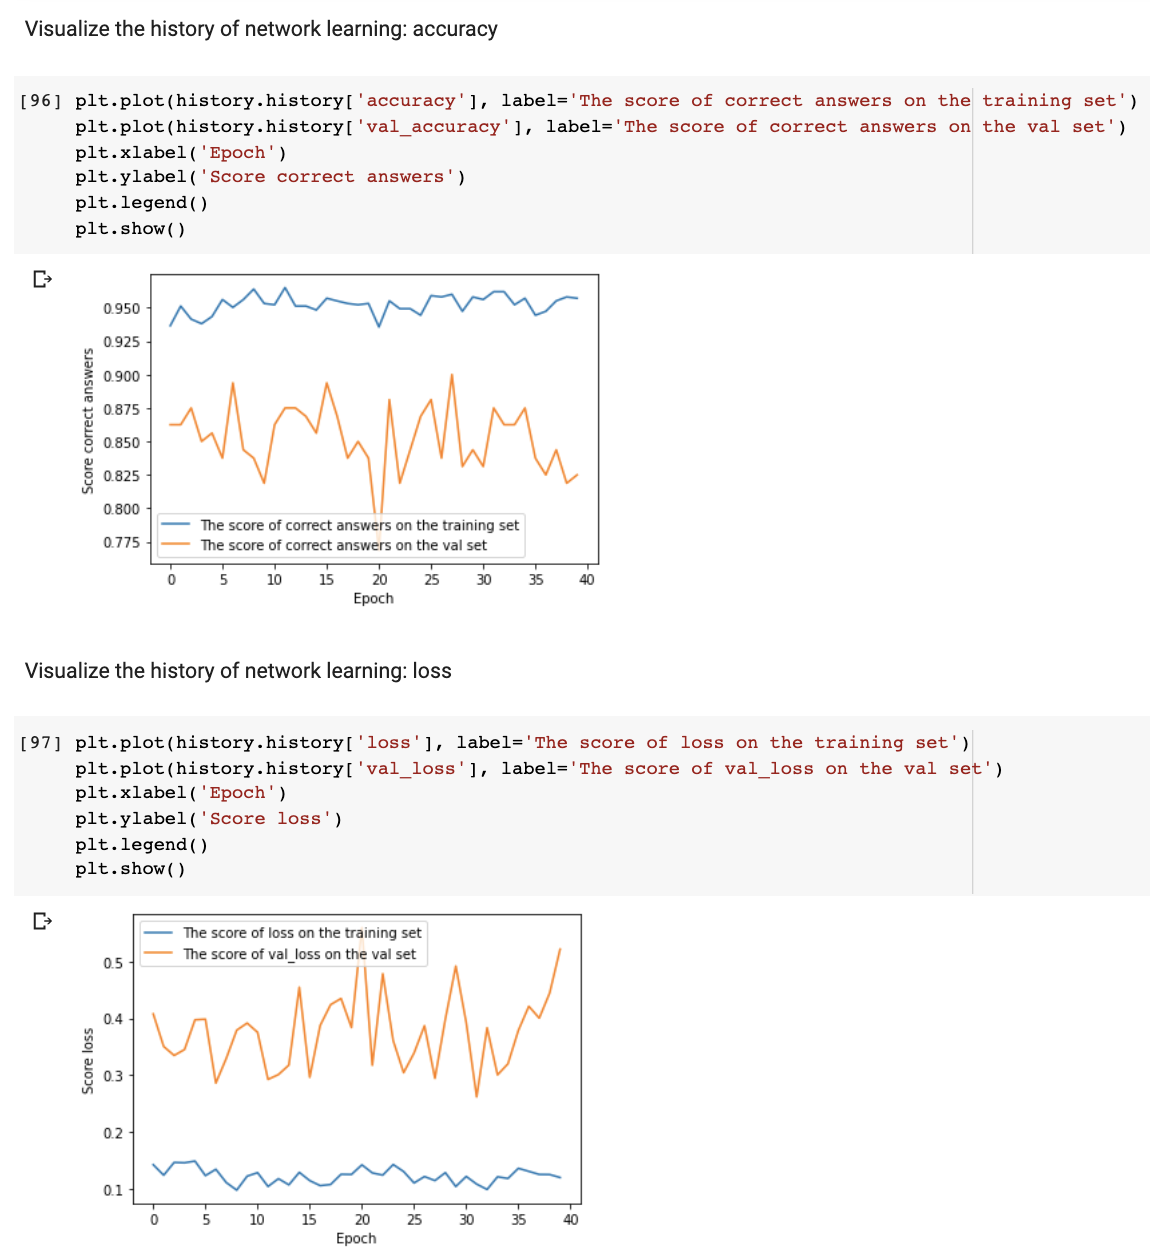 Visualize the history of network learning: accuracy
[96] plt.plot(history.history['accuracy'], label='The score of correct answers on the training set')
plt.plot(history.history['val_accuracy'], label='The score of correct answers on the val set')
plt.xlabel('Epoch')
plt.ylabel('Score correct answers')
plt.legend()
plt.show()
0.950
0.925
0.900
0.875
0.850
0.825
0.800
0.775
Score correct answers
The score of correct answers on the training set
The score of correct answers on the val set
0 5 10 15 20 25 30 35 40
Epoch
Visualize the history of network learning: loss
[97] plt.plot(history.history['loss'], label='The score of loss on the training set')
plt.plot(history.history['val_loss'], label='The score of val_loss on the val set')
plt.xlabel('Epoch')
plt.ylabel('Score loss')
plt.legend()
plt.show()
The score of loss on the training set
The score of val_loss on the val set
0.5
0.4
0.3
0.2
0.1
Score loss
0 5 10 15 20 25 30 35 40
Epoch